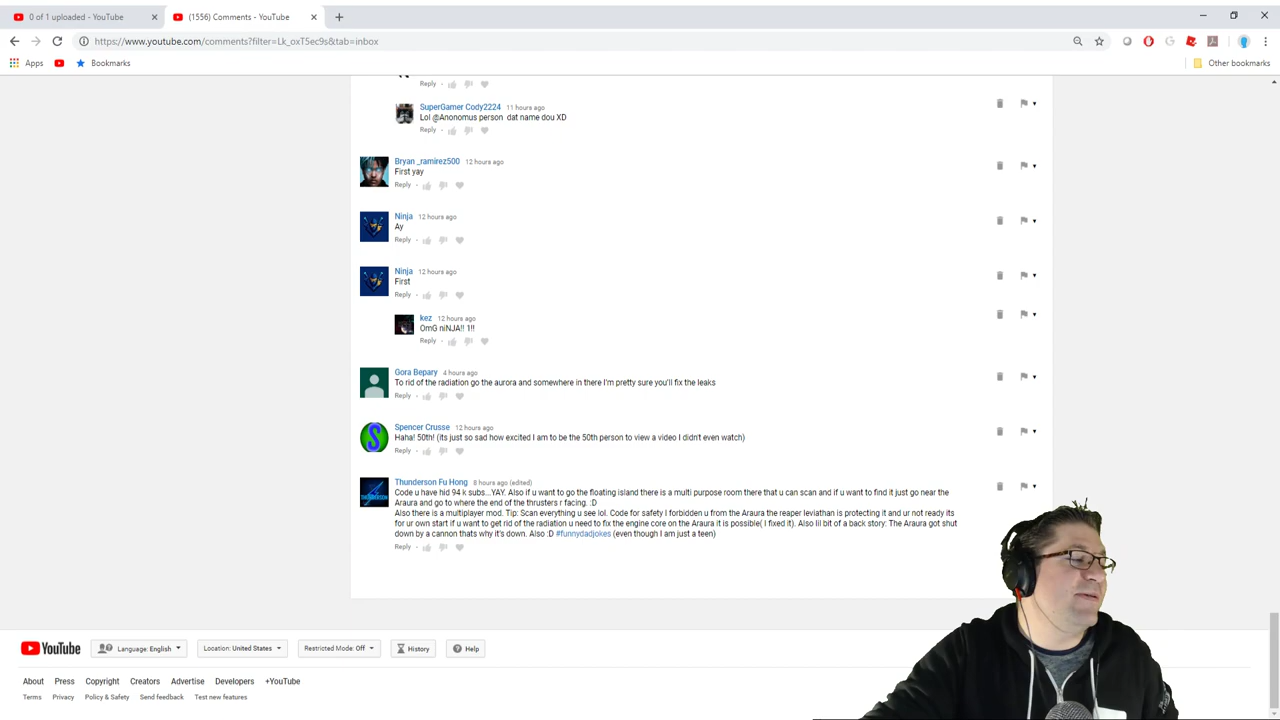 0 of 1 uploaded - YouTube
(1556) Comments - YouTube
https://www.youtube.com/comments?filter=Lk_oxT5ec9s&tab=inbox
Apps
Bookmarks
Other bookmarks
Reply
SuperGamer Cody2224 11 hours ago
Lol @Anonomus person dat name dou XD
Reply
Bryan _ramirez500 12 hours ago
First yay
Reply
Ninja 12 hours ago
Ay
Reply
Ninja 12 hours ago
First
Reply
kez 12 hours ago
OmG niNJA!! 1!!
Reply
Gora Bepary 4 hours ago
To rid of the radiation go the aurora and somewhere in there I'm pretty sure you'll fix the leaks
Reply
Spencer Crusse 12 hours ago
Haha! 50th! (its just so sad how excited I am to be the 50th person to view a video I didn't even watch)
Reply
Thunderson Fu Hong 8 hours ago (edited)
Code u have hid 94 k subs...YAY. Also if u want to go the floating island there is a multi purpose room there that u can scan and if u want to find it just go near the
Araura and go to where the end of the thrusters r facing. :D
Also there is a multiplayer mod. Tip: Scan everything u see lol. Code for safety I forbidden u from the Araura the reaper leviathan is protecting it and ur not ready its
for ur own start if u want to get rid of the radiation u need to fix the engine core on the Araura it is possible( I fixed it). Also lil bit of a back story: The Araura got shut
down by a cannon thats why it's down. Also :D #funnydadjokes (even though I am just a teen)
Reply
YouTube
Language: English
Location: United States
Restricted Mode: Off
History
Help
About Press Copyright Creators Advertise Developers +YouTube
Terms Privacy Policy & Safety Send feedback Test new features